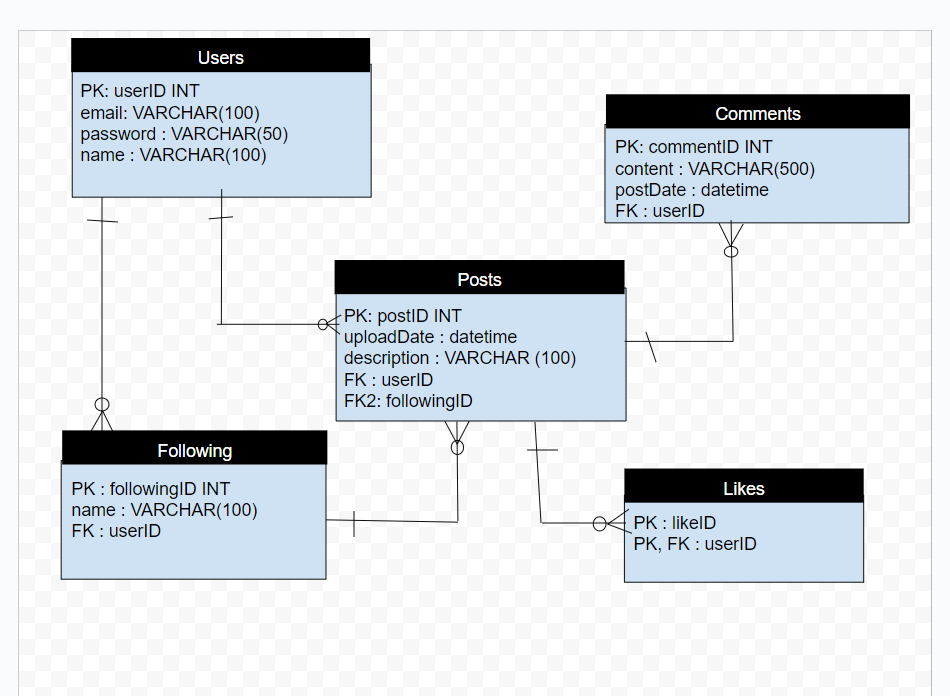 Users
PK: userID INT
email: VARCHAR(100)
password : VARCHAR(50)
name : VARCHAR(100)
Comments
PK: commentID INT
content : VARCHAR(500)
postDate : datetime
FK : userID
Posts
PK: postID INT
uploadDate : datetime
description : VARCHAR (100)
FK : userID
FK2: followingID
Following
PK : followingID INT
name : VARCHAR(100)
FK : userID
Likes
PK : likeID
PK, FK : userID